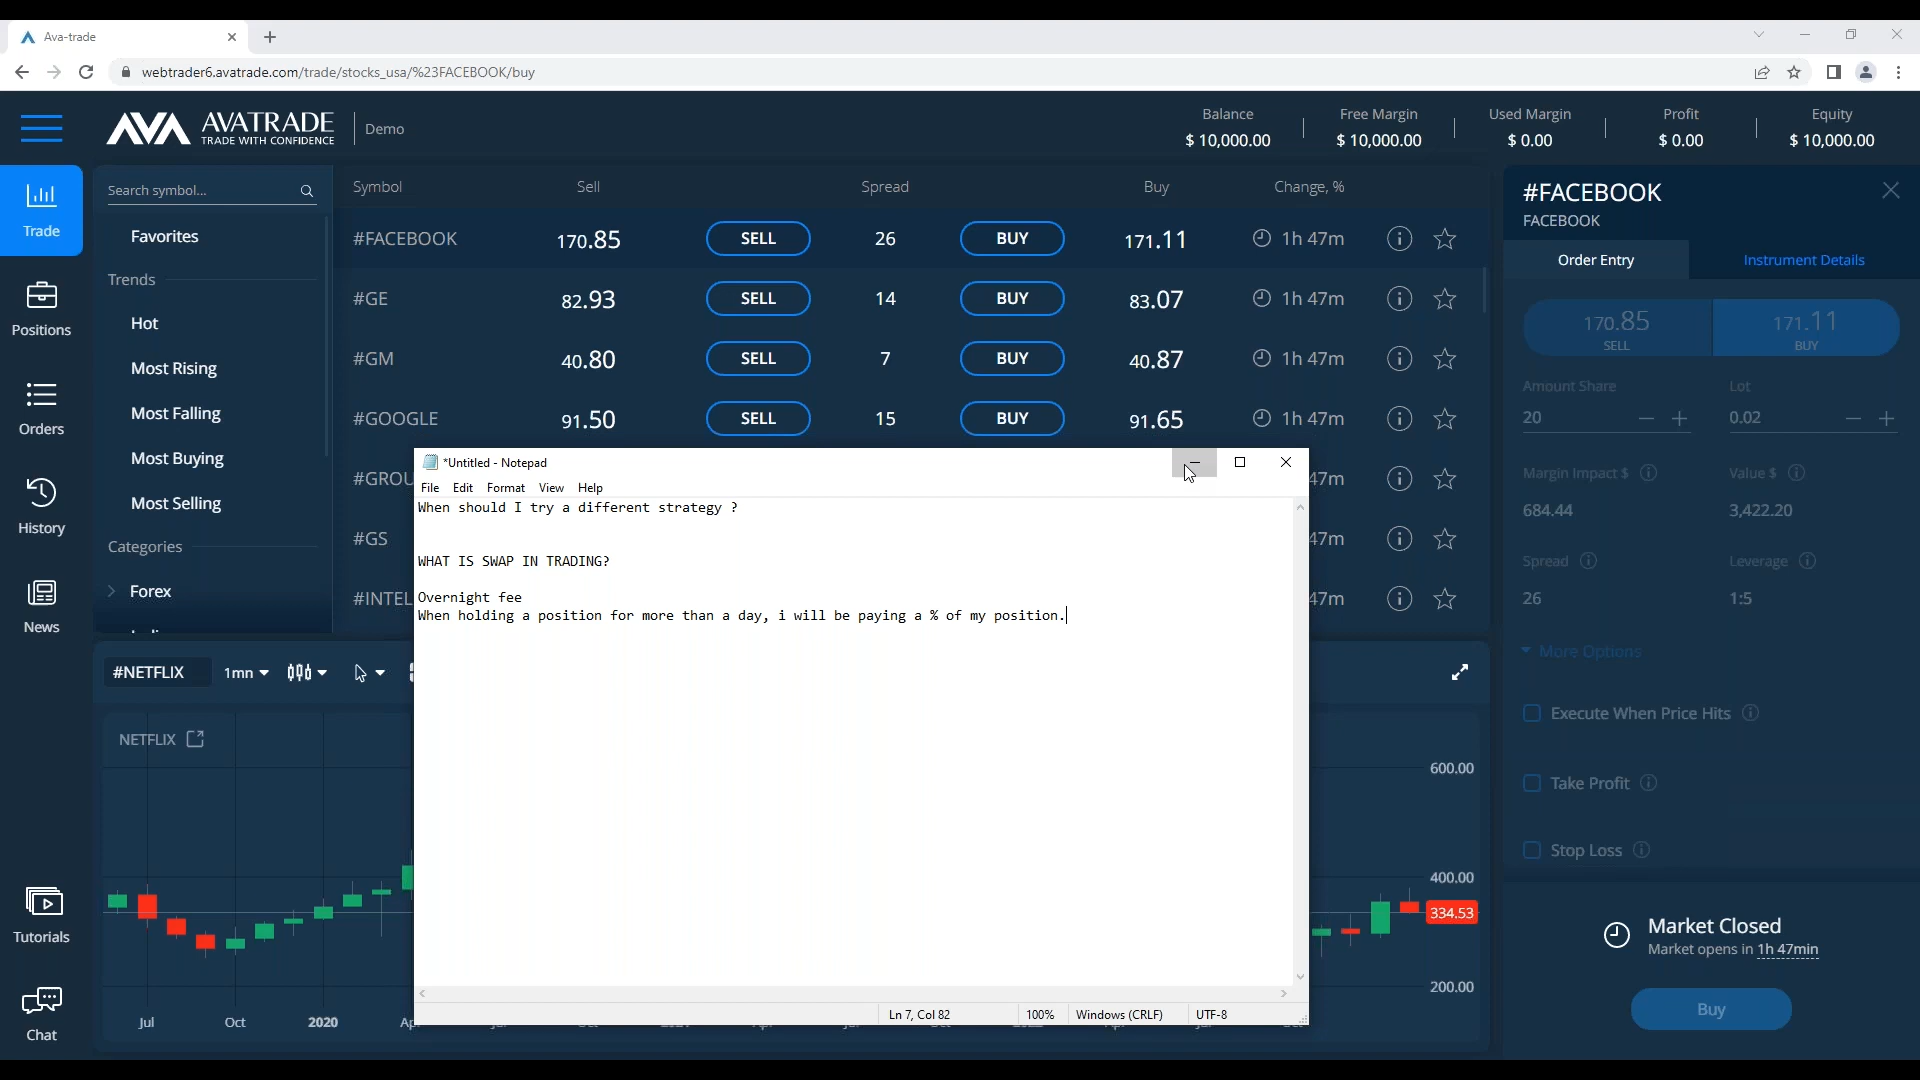 Ava-trade
webtrader6.avatrade.com/trade/stocks_usa/%23FACEBOOK/buy
AVA AVATRADE
TRADE WITH CONFIDENCE
Demo
Balance Free Margin Used Margin Profit Equity
$ 10,000.00 $ 10,000.00 $ 0.00 $ 0.00 $ 10,000.00
Trade
Positions
Orders
History
News
Tutorials
Chat
Search symbol...
Favorites
Trends
Hot
Most Rising
Most Falling
Most Buying
Most Selling
Categories
Forex
Symbol Sell Spread Buy Change, %
#FACEBOOK 170.85 SELL 26 BUY 171.11 1h 47m
#GE 82.93 SELL 14 BUY 83.07 1h 47m
#GM 40.80 SELL 7 BUY 40.87 1h 47m
#GOOGLE 91.50 SELL 15 BUY 91.65 1h 47m
#GROU 47m
#GS 47m
#INTEL 47m
*Untitled - Notepad
File Edit Format View Help
When should I try a different strategy ?
WHAT IS SWAP IN TRADING?
Overnight fee
When holding a position for more than a day, i will be paying a % of my position.
Ln 7, Col 82 100% Windows (CRLF) UTF-8
#NETFLIX 1mn
NETFLIX
600.00
400.00
334.53
200.00
Jul Oct 2020
#FACEBOOK
FACEBOOK
Order Entry Instrument Details
170.85 171.11
SELL BUY
Amount Share Lot
20 0.02
Margin Impact $ Value $
684.44 3,422.20
Spread Leverage
26 1:5
More Options
Execute When Price Hits
Take Profit
Stop Loss
Market Closed
Market opens in 1h 47min
Buy